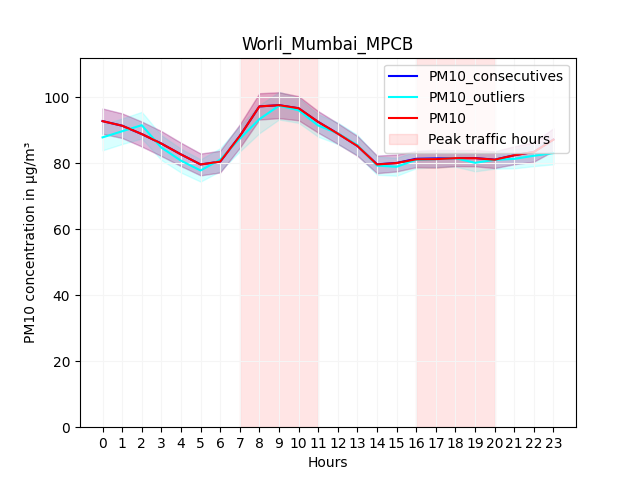 Worli_Mumbai_MPCB
PM10_consecutives
PM10_outliers
PM10
Peak traffic hours
PM10 concentration in µg/m³
100
80
60
40
20
0
0 1 2 3 4 5 6 7 8 9 10 11 12 13 14 15 16 17 18 19 20 21 22 23
Hours